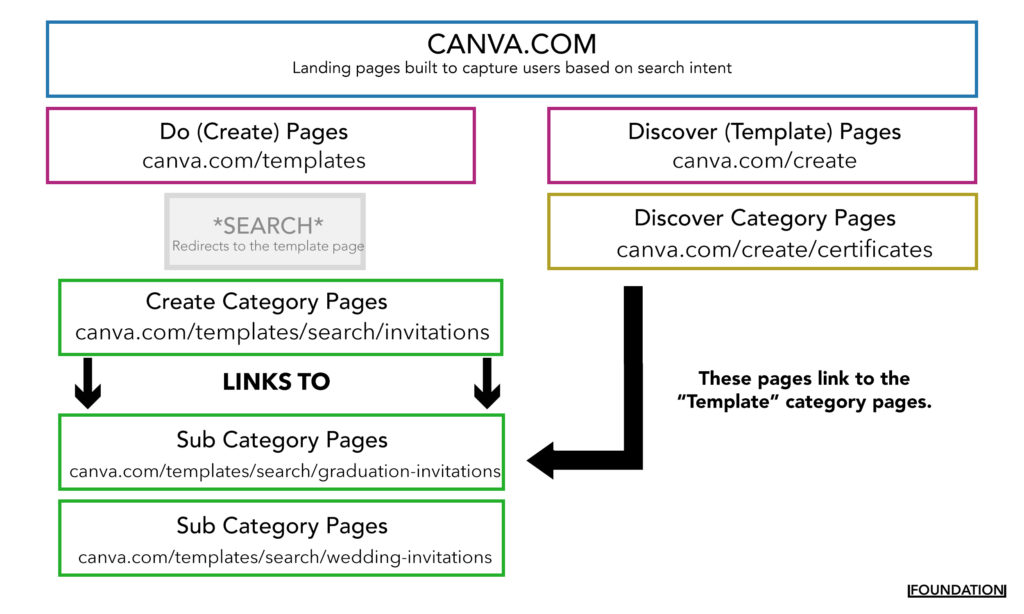 CANVA.COM
Landing pages built to capture users based on search intent
Do (Create) Pages
canva.com/templates
Discover (Template) Pages
canva.com/create
*SEARCH*
Redirects to the template page
Discover Category Pages
canva.com/create/certificates
Create Category Pages
canva.com/templates/search/invitations
LINKS TO
These pages link to the
“Template” category pages.
Sub Category Pages
canva.com/templates/search/graduation-invitations
Sub Category Pages
canva.com/templates/search/wedding-invitations
FOUNDATION